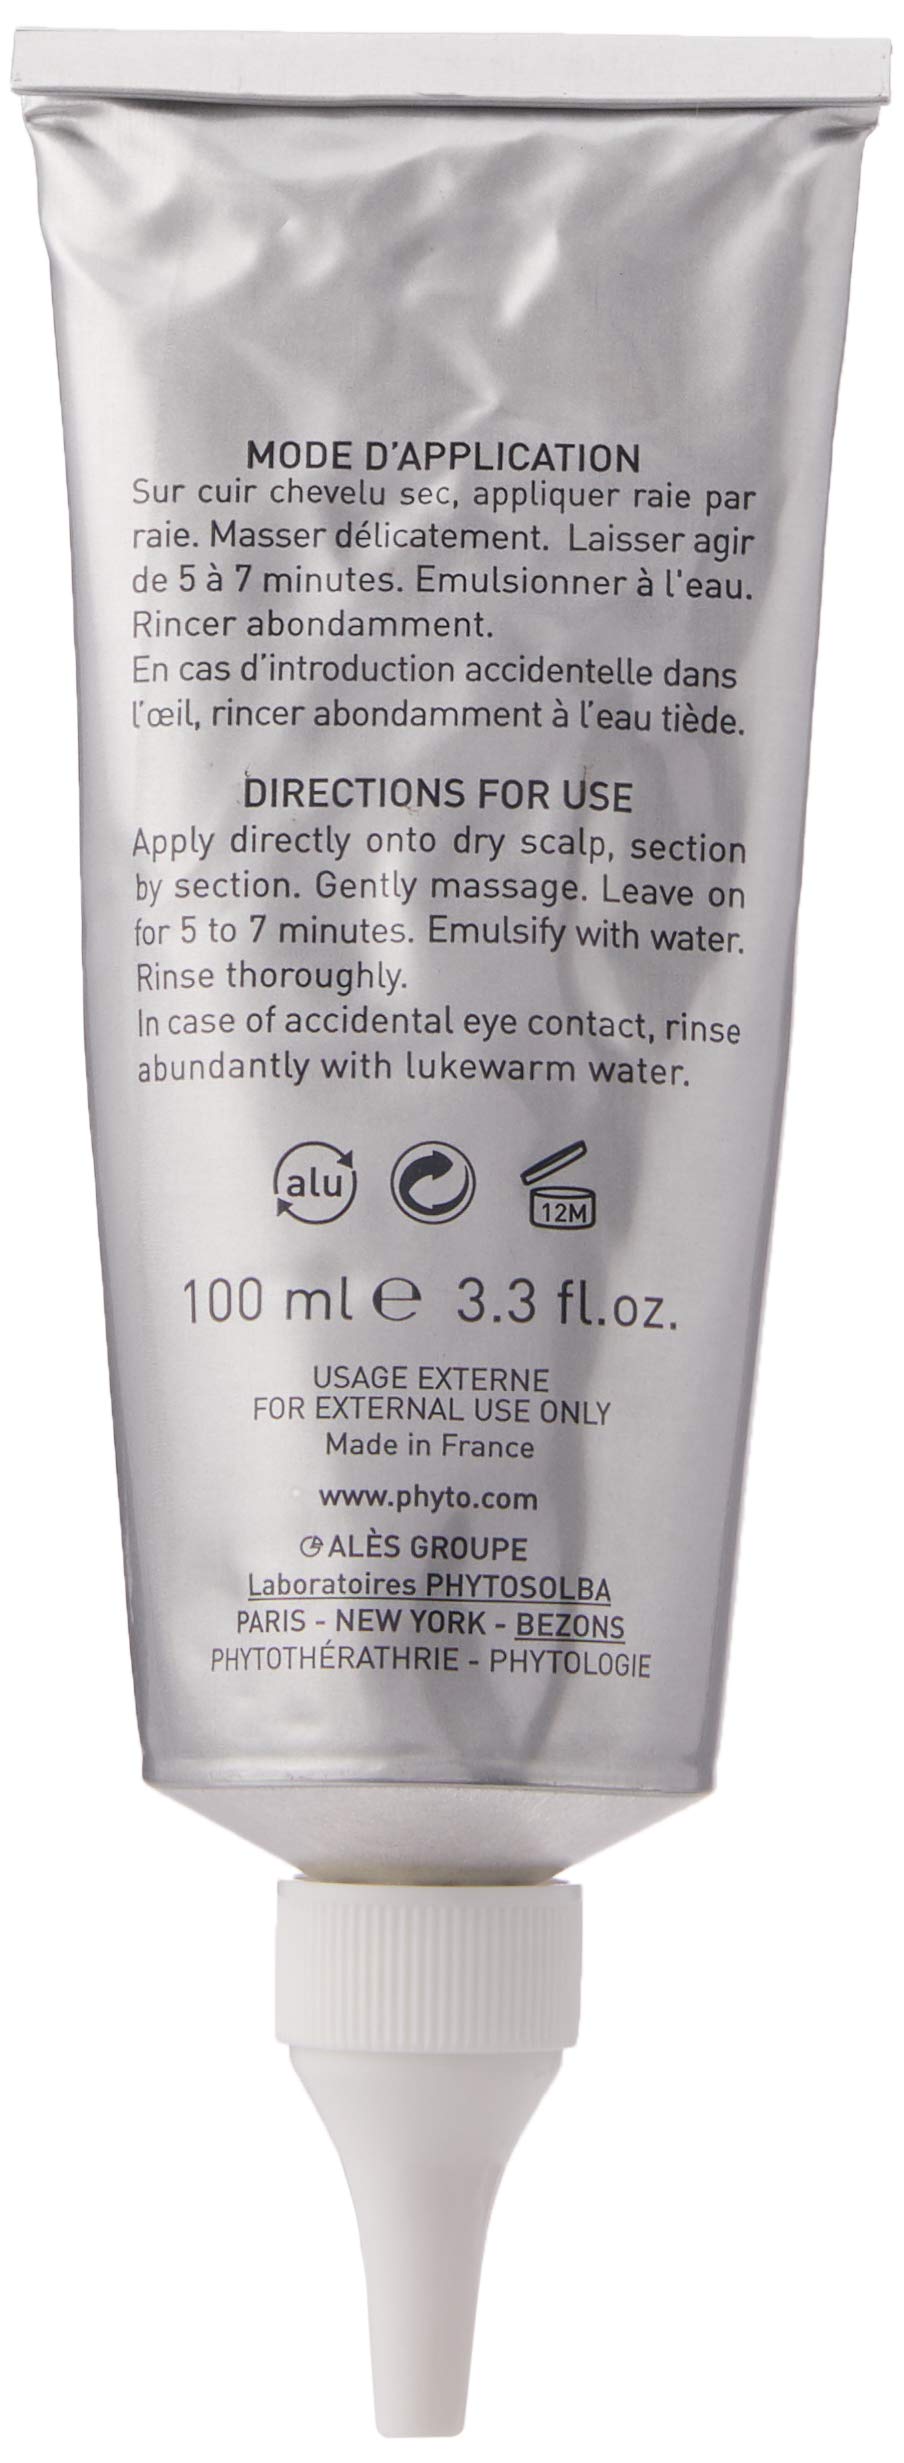 MODE D'APPLICATION
Sur cuir chevelu sec, appliquer raie par
raie. Masser délicatement. Laisser agir
de 5 à 7 minutes. Emulsionner à l'eau.
Rincer abondamment.
En cas d'introduction accidentelle dans
l'œil, rincer abondamment à l'eau tiède.
DIRECTIONS FOR USE
Apply directly onto dry scalp, section
by section. Gently massage. Leave on
for 5 to 7 minutes. Emulsify with water.
Rinse thoroughly.
In case of accidental eye contact, rinse
abundantly with lukewarm water.
alu 12M
100 ml ℮ 3.3 fl.oz.
USAGE EXTERNE
FOR EXTERNAL USE ONLY
Made in France
www.phyto.com
ALÈS GROUPE
Laboratoires PHYTOSOLBA
PARIS - NEW YORK - BEZONS
PHYTOTHÉRATHRIE - PHYTOLOGIE